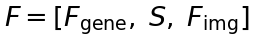 F = [F_gene, S, F_img]